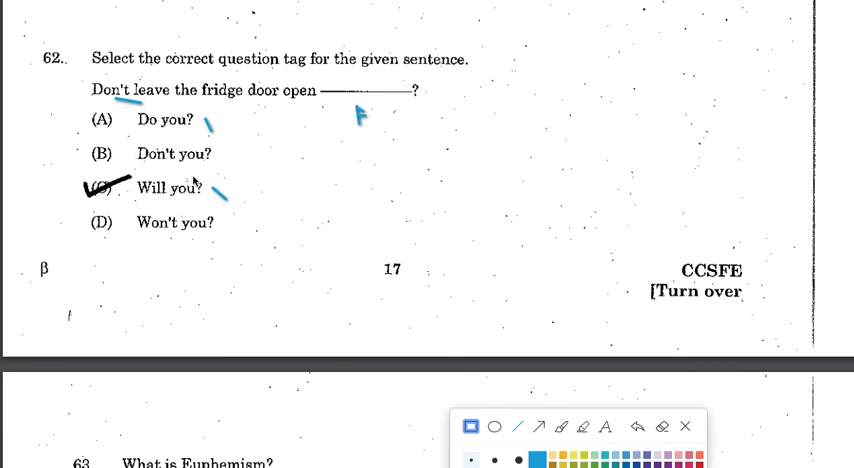 62. Select the correct question tag for the given sentence.
Don't leave the fridge door open ————?
(A) Do you?
(B) Don't you?
(C) Will you?
(D) Won't you?
β 17 CCSFE
[Turn over
63 What is Euphemism?